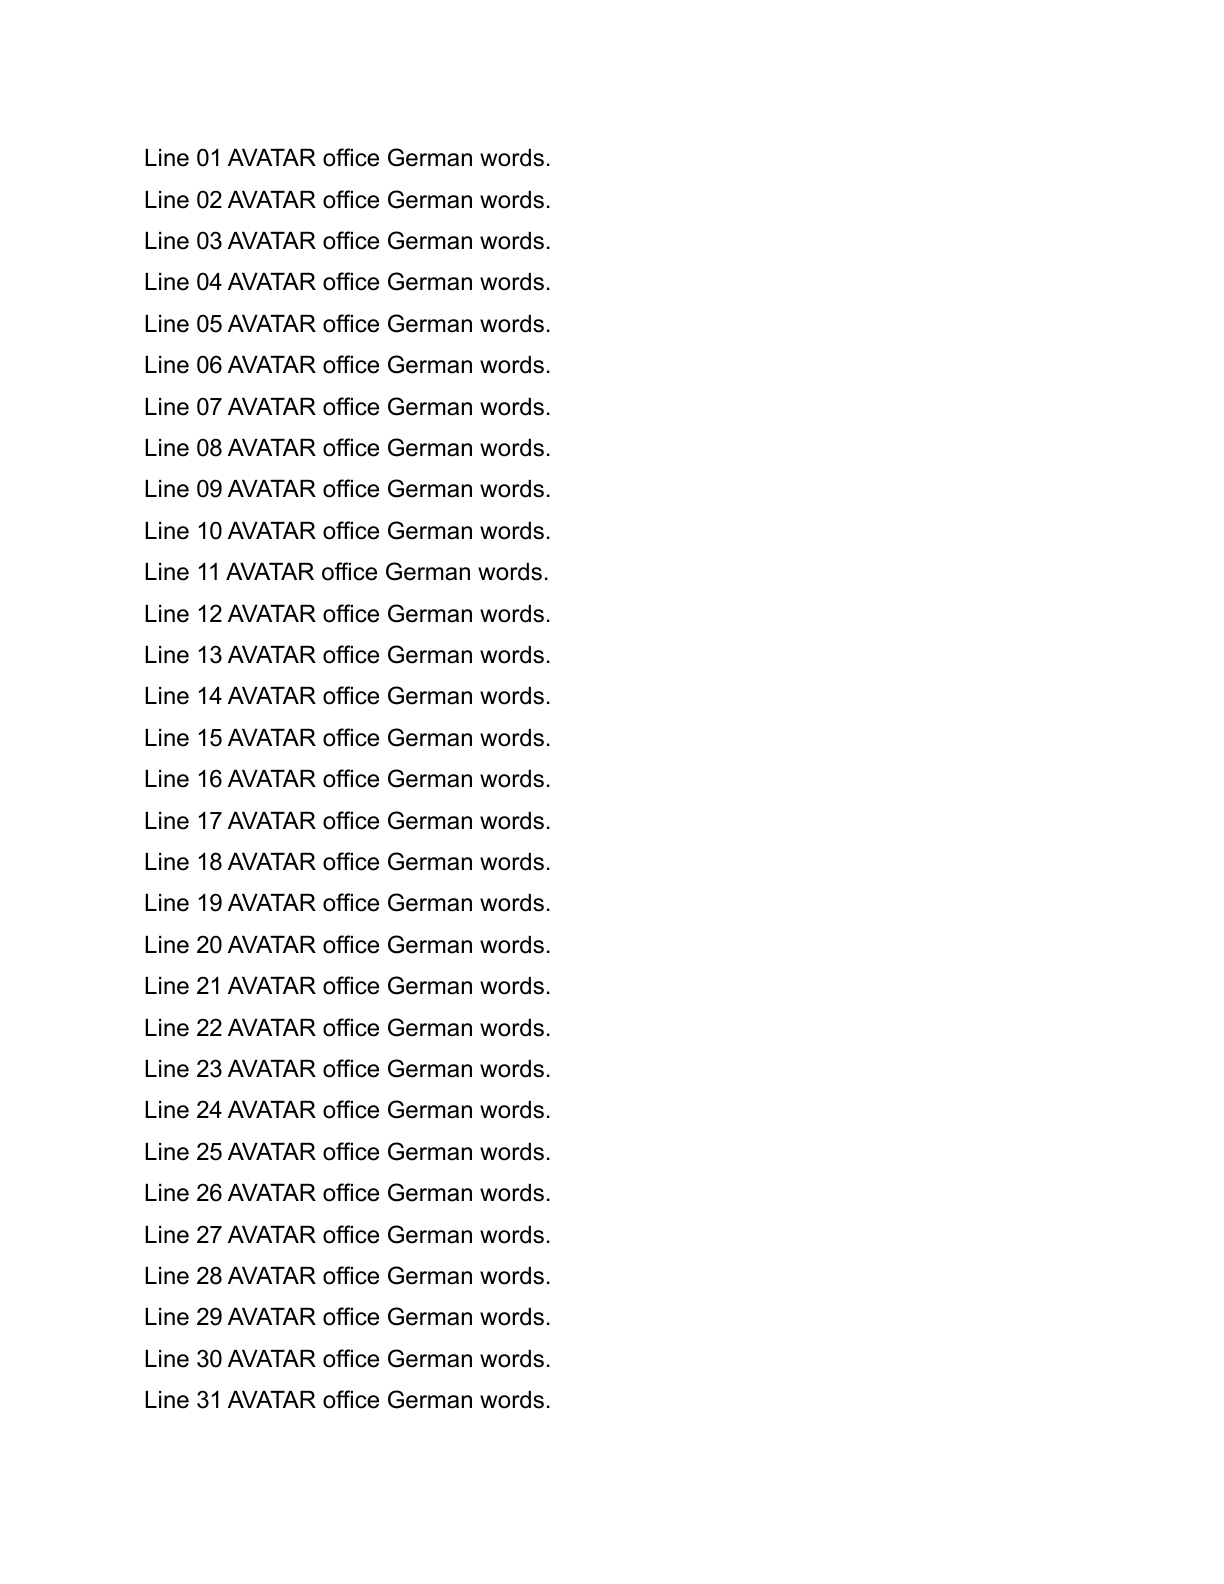 Line 01 AVATAR office German words.
Line 02 AVATAR office German words.
Line 03 AVATAR office German words.
Line 04 AVATAR office German words.
Line 05 AVATAR office German words.
Line 06 AVATAR office German words.
Line 07 AVATAR office German words.
Line 08 AVATAR office German words.
Line 09 AVATAR office German words.
Line 10 AVATAR office German words.
Line 11 AVATAR office German words.
Line 12 AVATAR office German words.
Line 13 AVATAR office German words.
Line 14 AVATAR office German words.
Line 15 AVATAR office German words.
Line 16 AVATAR office German words.
Line 17 AVATAR office German words.
Line 18 AVATAR office German words.
Line 19 AVATAR office German words.
Line 20 AVATAR office German words.
Line 21 AVATAR office German words.
Line 22 AVATAR office German words.
Line 23 AVATAR office German words.
Line 24 AVATAR office German words.
Line 25 AVATAR office German words.
Line 26 AVATAR office German words.
Line 27 AVATAR office German words.
Line 28 AVATAR office German words.
Line 29 AVATAR office German words.
Line 30 AVATAR office German words.
Line 31 AVATAR office German words.